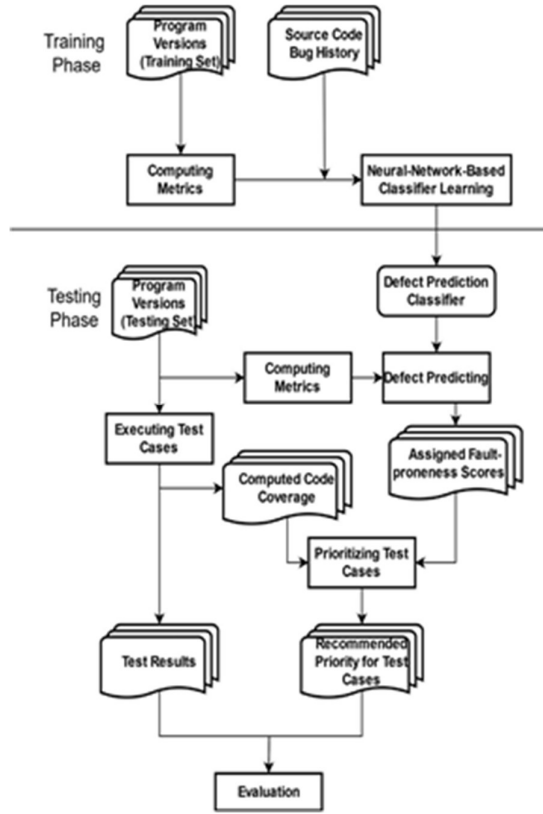 Training
Phase
Program
Versions
(Training Set)
Source Code
Bug History
Computing
Metrics
Neural-Network-Based
Classifier Learning
Testing
Phase
Program
Versions
(Testing Set)
Defect Prediction
Classifier
Computing
Metrics
Defect Predicting
Executing Test
Cases
Computed Code
Coverage
Assigned Fault-
proneness Scores
Prioritizing Test
Cases
Test Results
Recommended
Priority for Test
Cases
Evaluation